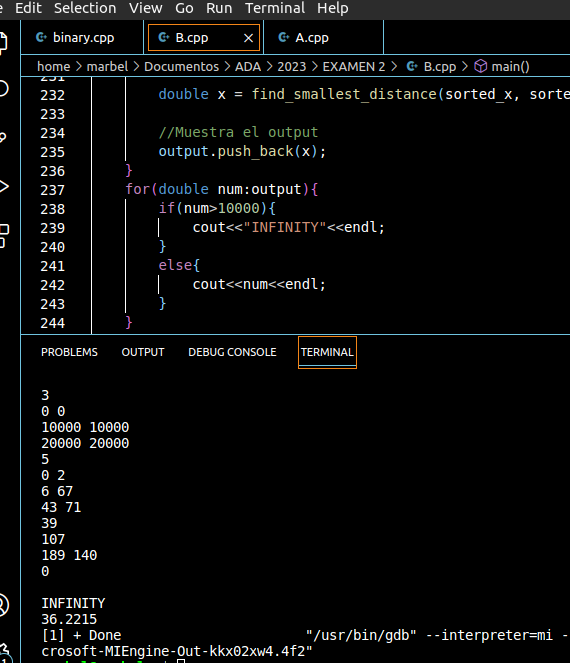 Edit Selection View Go Run Terminal Help
binary.cpp B.cpp × A.cpp
home > marbel > Documentos > ADA > 2023 > EXAMEN 2 > B.cpp > main()
231
232 double x = find_smallest_distance(sorted_x, sorte
233
234 //Muestra el output
235 output.push_back(x);
236 }
237 for(double num:output){
238 if(num>10000){
239 cout<<"INFINITY"<<endl;
240 }
241 else{
242 cout<<num<<endl;
243 }
244 }
PROBLEMS OUTPUT DEBUG CONSOLE TERMINAL
3
0 0
10000 10000
20000 20000
5
0 2
6 67
43 71
39
107
189 140
0
INFINITY
36.2215
[1] + Done "/usr/bin/gdb" --interpreter=mi -
crosoft-MIEngine-Out-kkx02xw4.4f2"